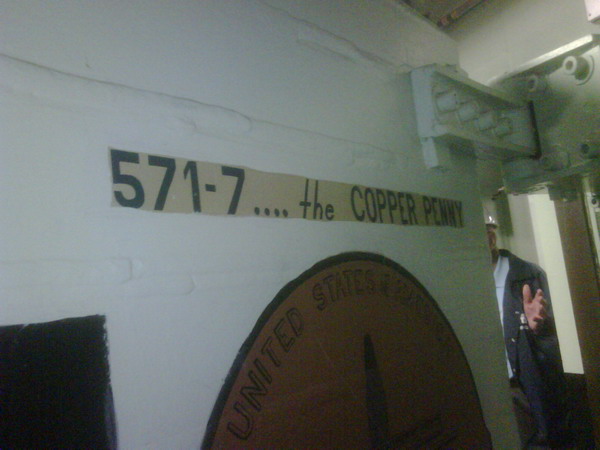 571-7.... the COPPER PENNY
UNITED STATES